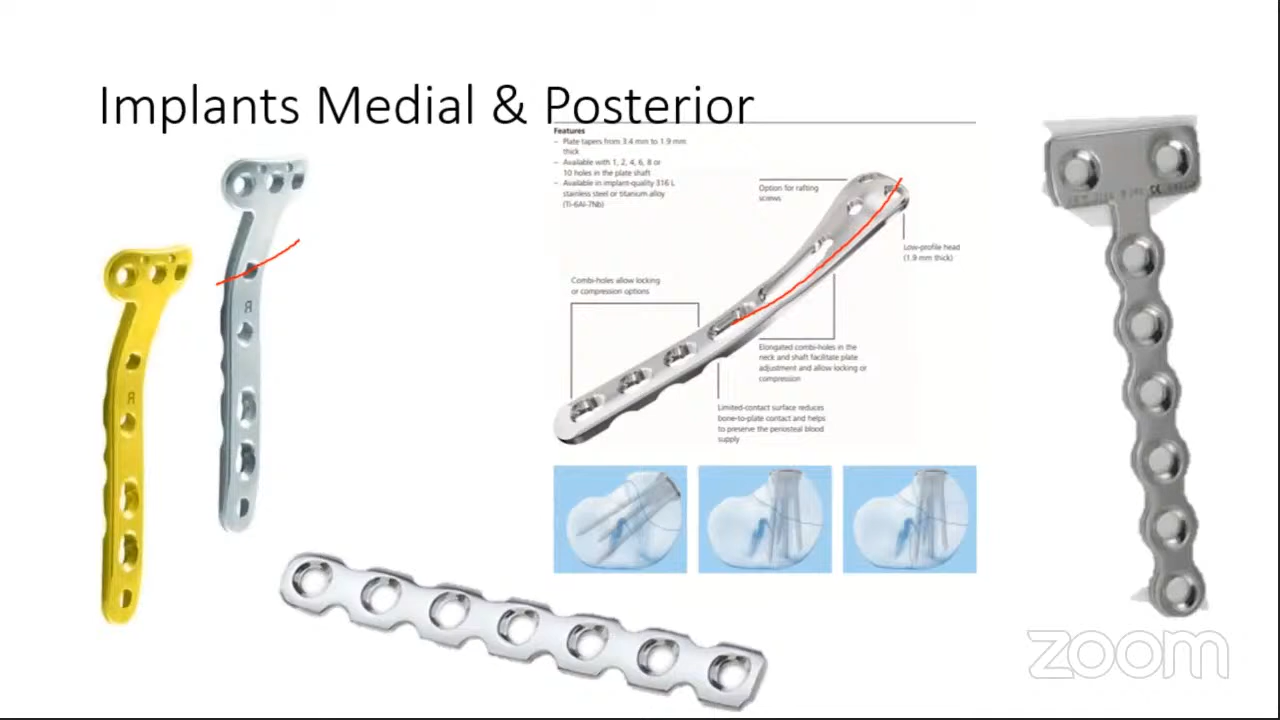 Implants Medial & Posterior
Features
– Plate tapers from 3.4 mm to 1.9 mm
thick
– Available with 1, 2, 4, 6, 8 or
10 holes in the plate shaft
– Available in implant-quality 316 L
stainless steel or titanium alloy
(Ti-6Al-7Nb)
Option for rafting
screws
Low-profile head
(1.9 mm thick)
Combi-holes allow locking
or compression options
Elongated combi-holes in the
neck and shaft facilitate plate
adjustment and allow locking or
compression
Limited-contact surface reduces
bone-to-plate contact and helps
to preserve the periosteal blood
supply
R
R
zoom